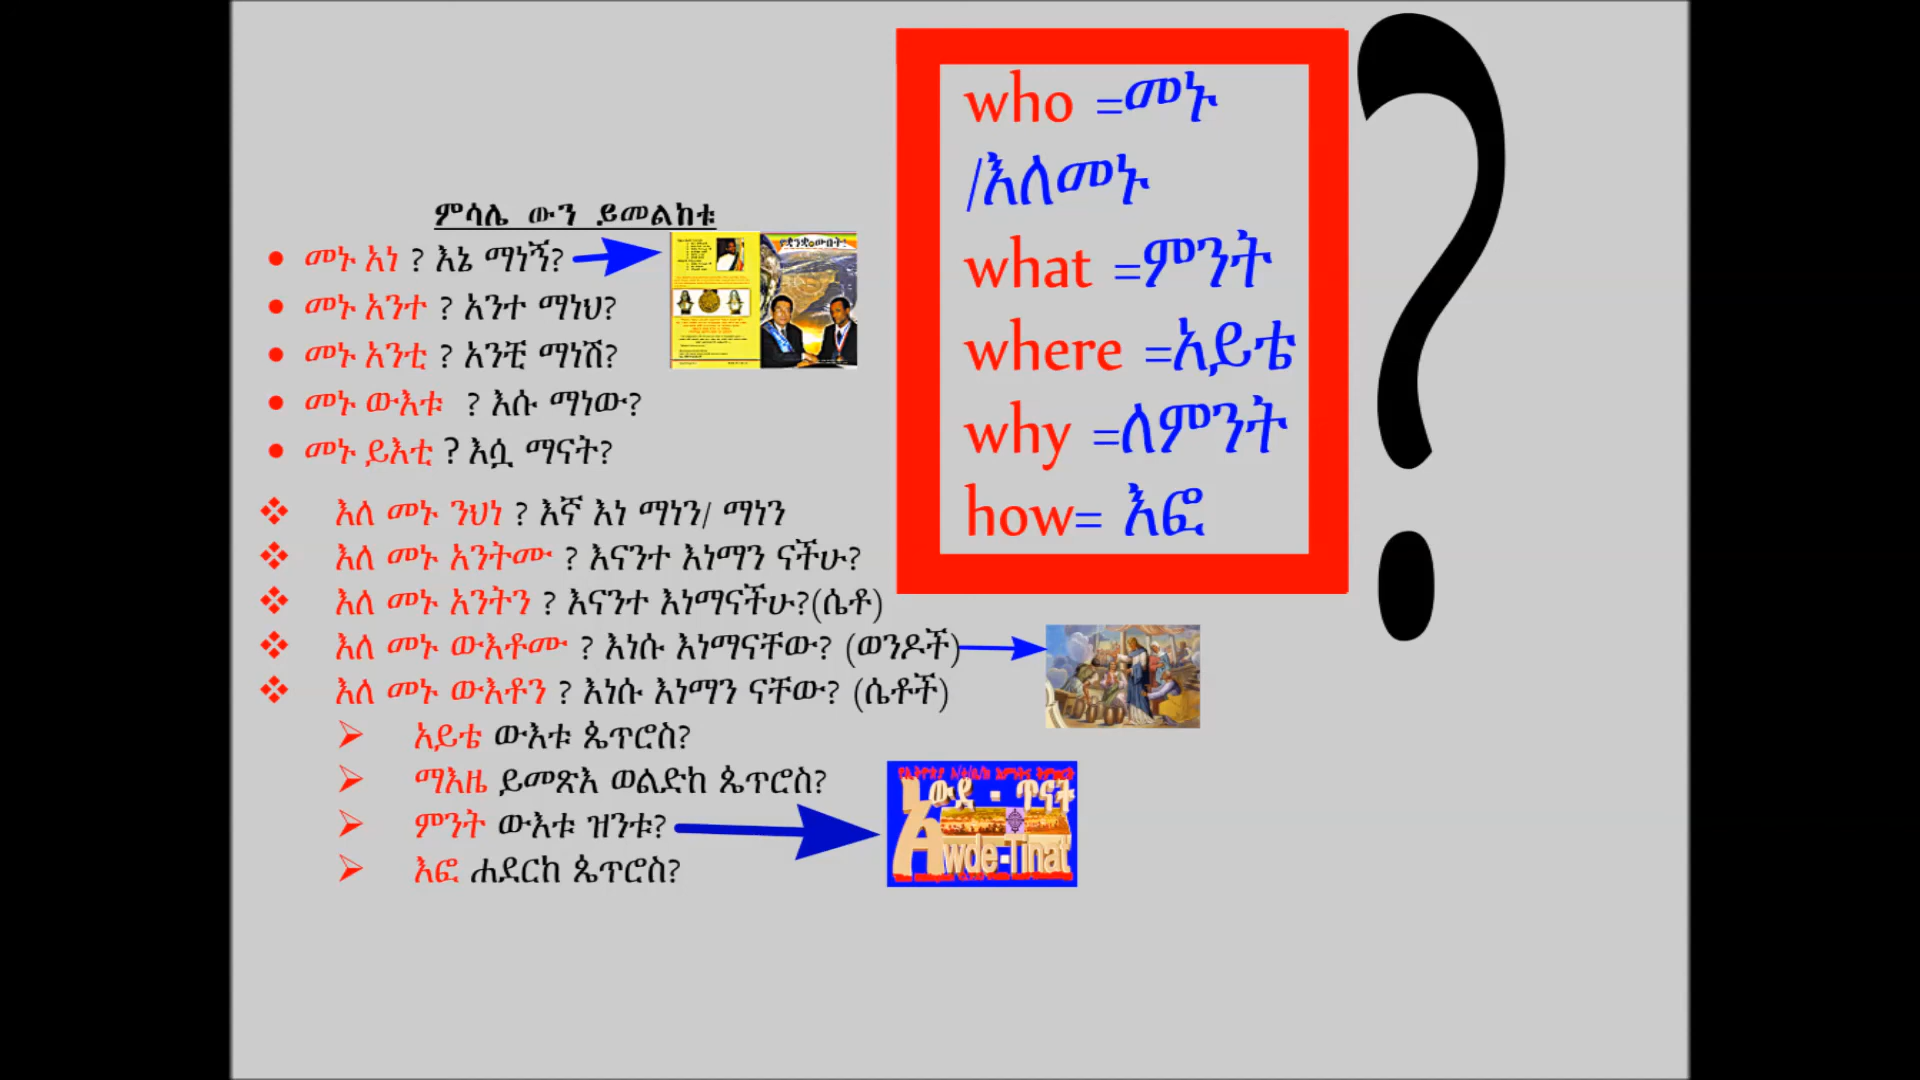 ምሳሌ ውን ይመልከቱ
መኑ አነ ? እኔ ማነኝ?
መኑ አንተ ? አንተ ማነህ?
መኑ አንቲ ? አንቺ ማነሽ?
መኑ ውእቱ ? እሱ ማነው?
መኑ ይእቲ ? እሷ ማናት?
እለ መኑ ንህነ ? እኛ እነ ማነን/ ማነን
እለ መኑ አንትሙ ? እናንተ እነማን ናችሁ?
እለ መኑ አንትን ? እናንተ እነማናችሁ?(ሴቶ)
እለ መኑ ውእቶሙ ? እነሱ እነማናቸው? (ወንዶች)
እለ መኑ ውእቶን ? እነሱ እነማን ናቸው? (ሴቶች)
አይቴ ውእቱ ጴጥሮስ?
ማእዜ ይመጽእ ወልድከ ጴጥሮስ?
ምንት ውእቱ ዝንቱ?
እፎ ሐደርከ ጴጥሮስ?
who =መኑ
/እለመኑ
what =ምንት
where =አይቴ
why =ለምንት
how= እፎ
?
አውደ - ጥናት
Awde-Tinat